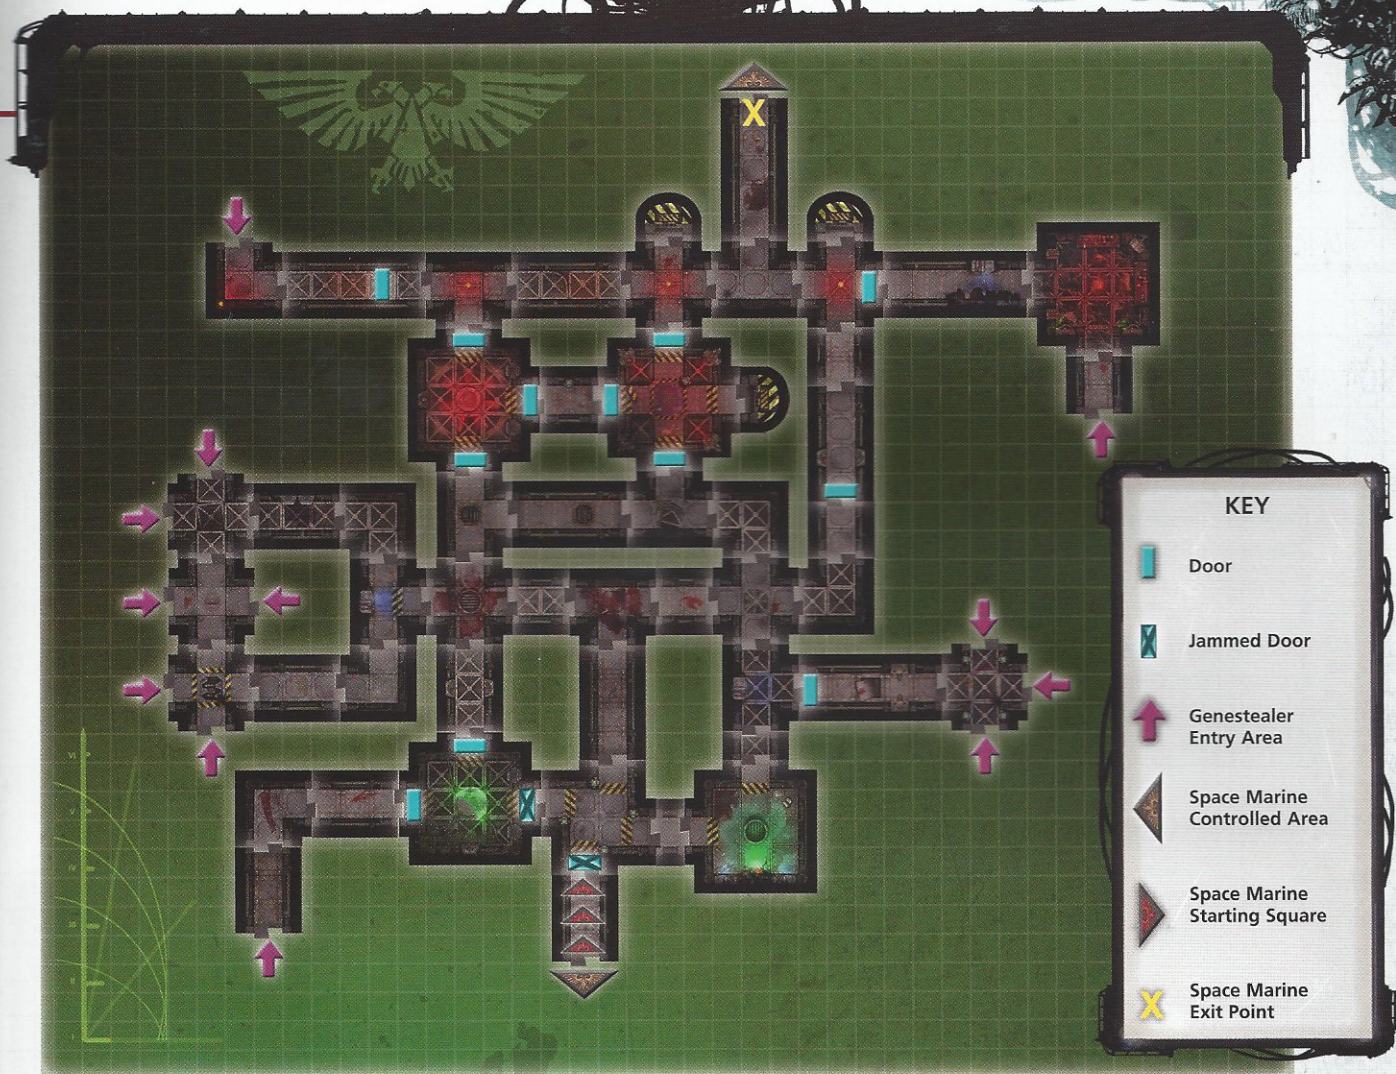 X
KEY
Door
Jammed Door
Genestealer
Entry Area
Space Marine
Controlled Area
Space Marine
Starting Square
X
Space Marine
Exit Point